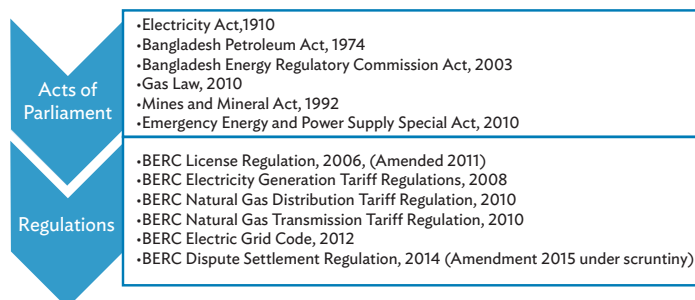 Acts of
Parliament
•Electricity Act,1910
•Bangladesh Petroleum Act, 1974
•Bangladesh Energy Regulatory Commission Act, 2003
•Gas Law, 2010
•Mines and Mineral Act, 1992
•Emergency Energy and Power Supply Special Act, 2010
Regulations
•BERC License Regulation, 2006, (Amended 2011)
•BERC Electricity Generation Tariff Regulations, 2008
•BERC Natural Gas Distribution Tariff Regulation, 2010
•BERC Natural Gas Transmission Tariff Regulation, 2010
•BERC Electric Grid Code, 2012
•BERC Dispute Settlement Regulation, 2014 (Amendment 2015 under scruntiny)